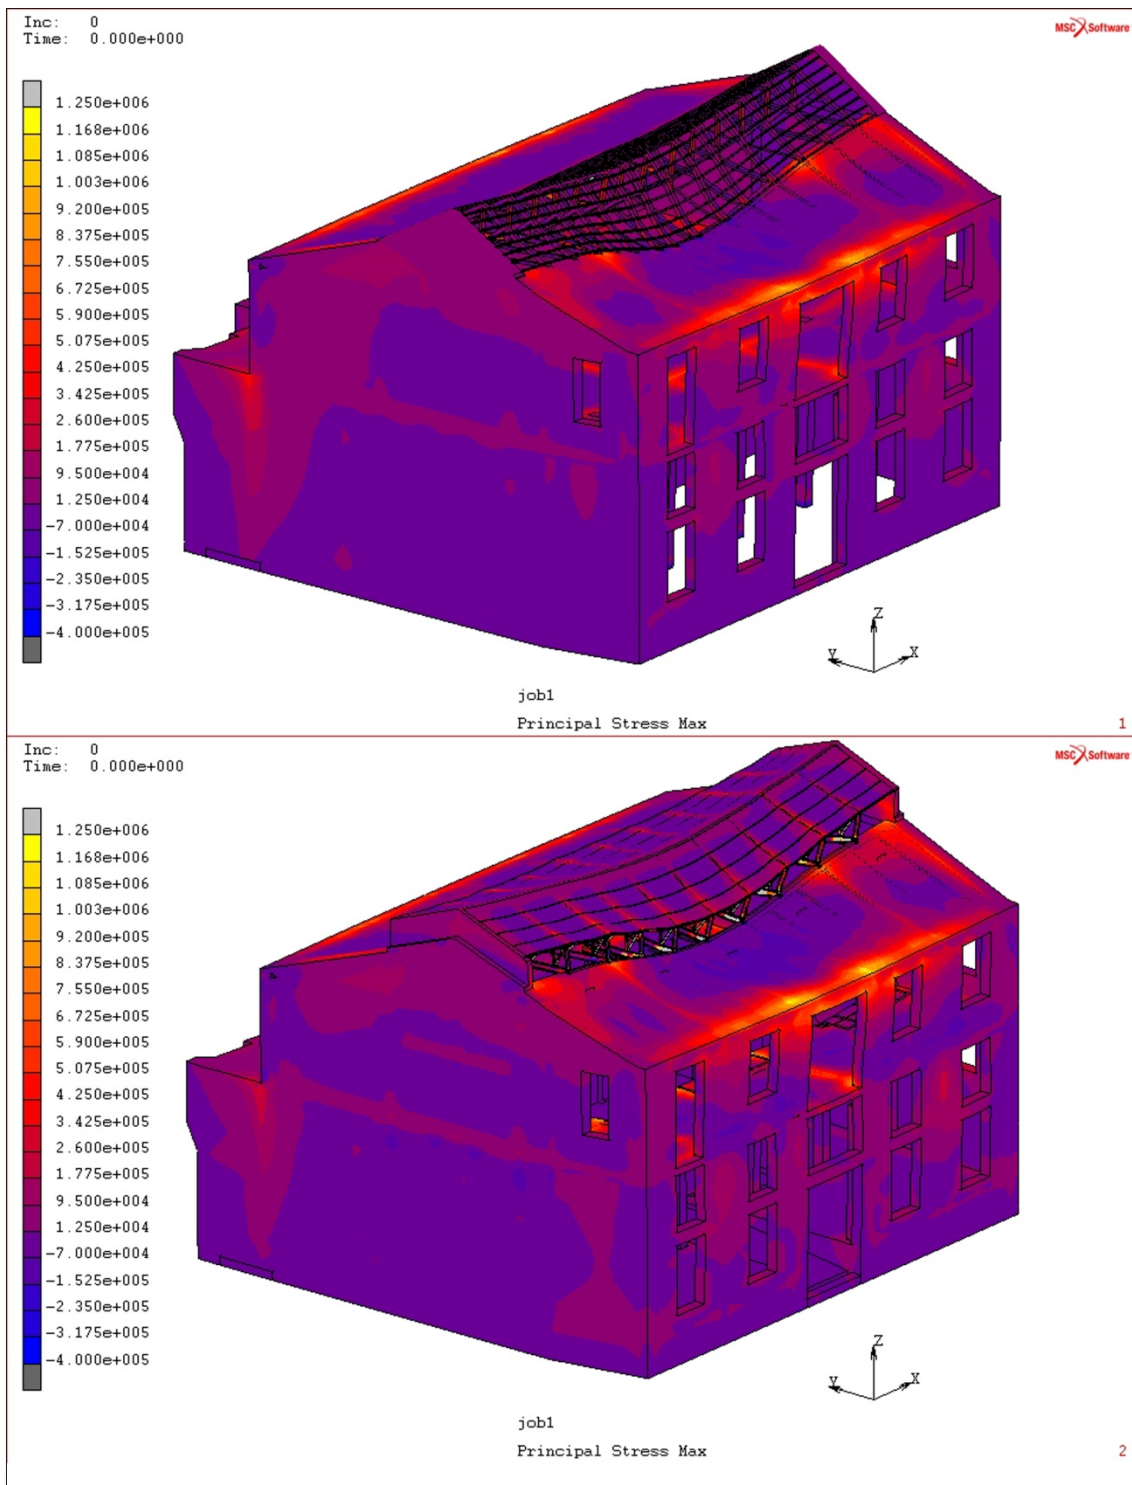 Inc: 0
Time: 0.000e+000
MSC Software
1.250e+006
1.168e+006
1.085e+006
1.003e+006
9.200e+005
8.375e+005
7.550e+005
6.725e+005
5.900e+005
5.075e+005
4.250e+005
3.425e+005
2.600e+005
1.775e+005
9.500e+004
1.250e+004
-7.000e+004
-1.525e+005
-2.350e+005
-3.175e+005
-4.000e+005
Z
Y X
job1
Principal Stress Max
1
Inc: 0
Time: 0.000e+000
MSC Software
1.250e+006
1.168e+006
1.085e+006
1.003e+006
9.200e+005
8.375e+005
7.550e+005
6.725e+005
5.900e+005
5.075e+005
4.250e+005
3.425e+005
2.600e+005
1.775e+005
9.500e+004
1.250e+004
-7.000e+004
-1.525e+005
-2.350e+005
-3.175e+005
-4.000e+005
Z
Y X
job1
Principal Stress Max
2